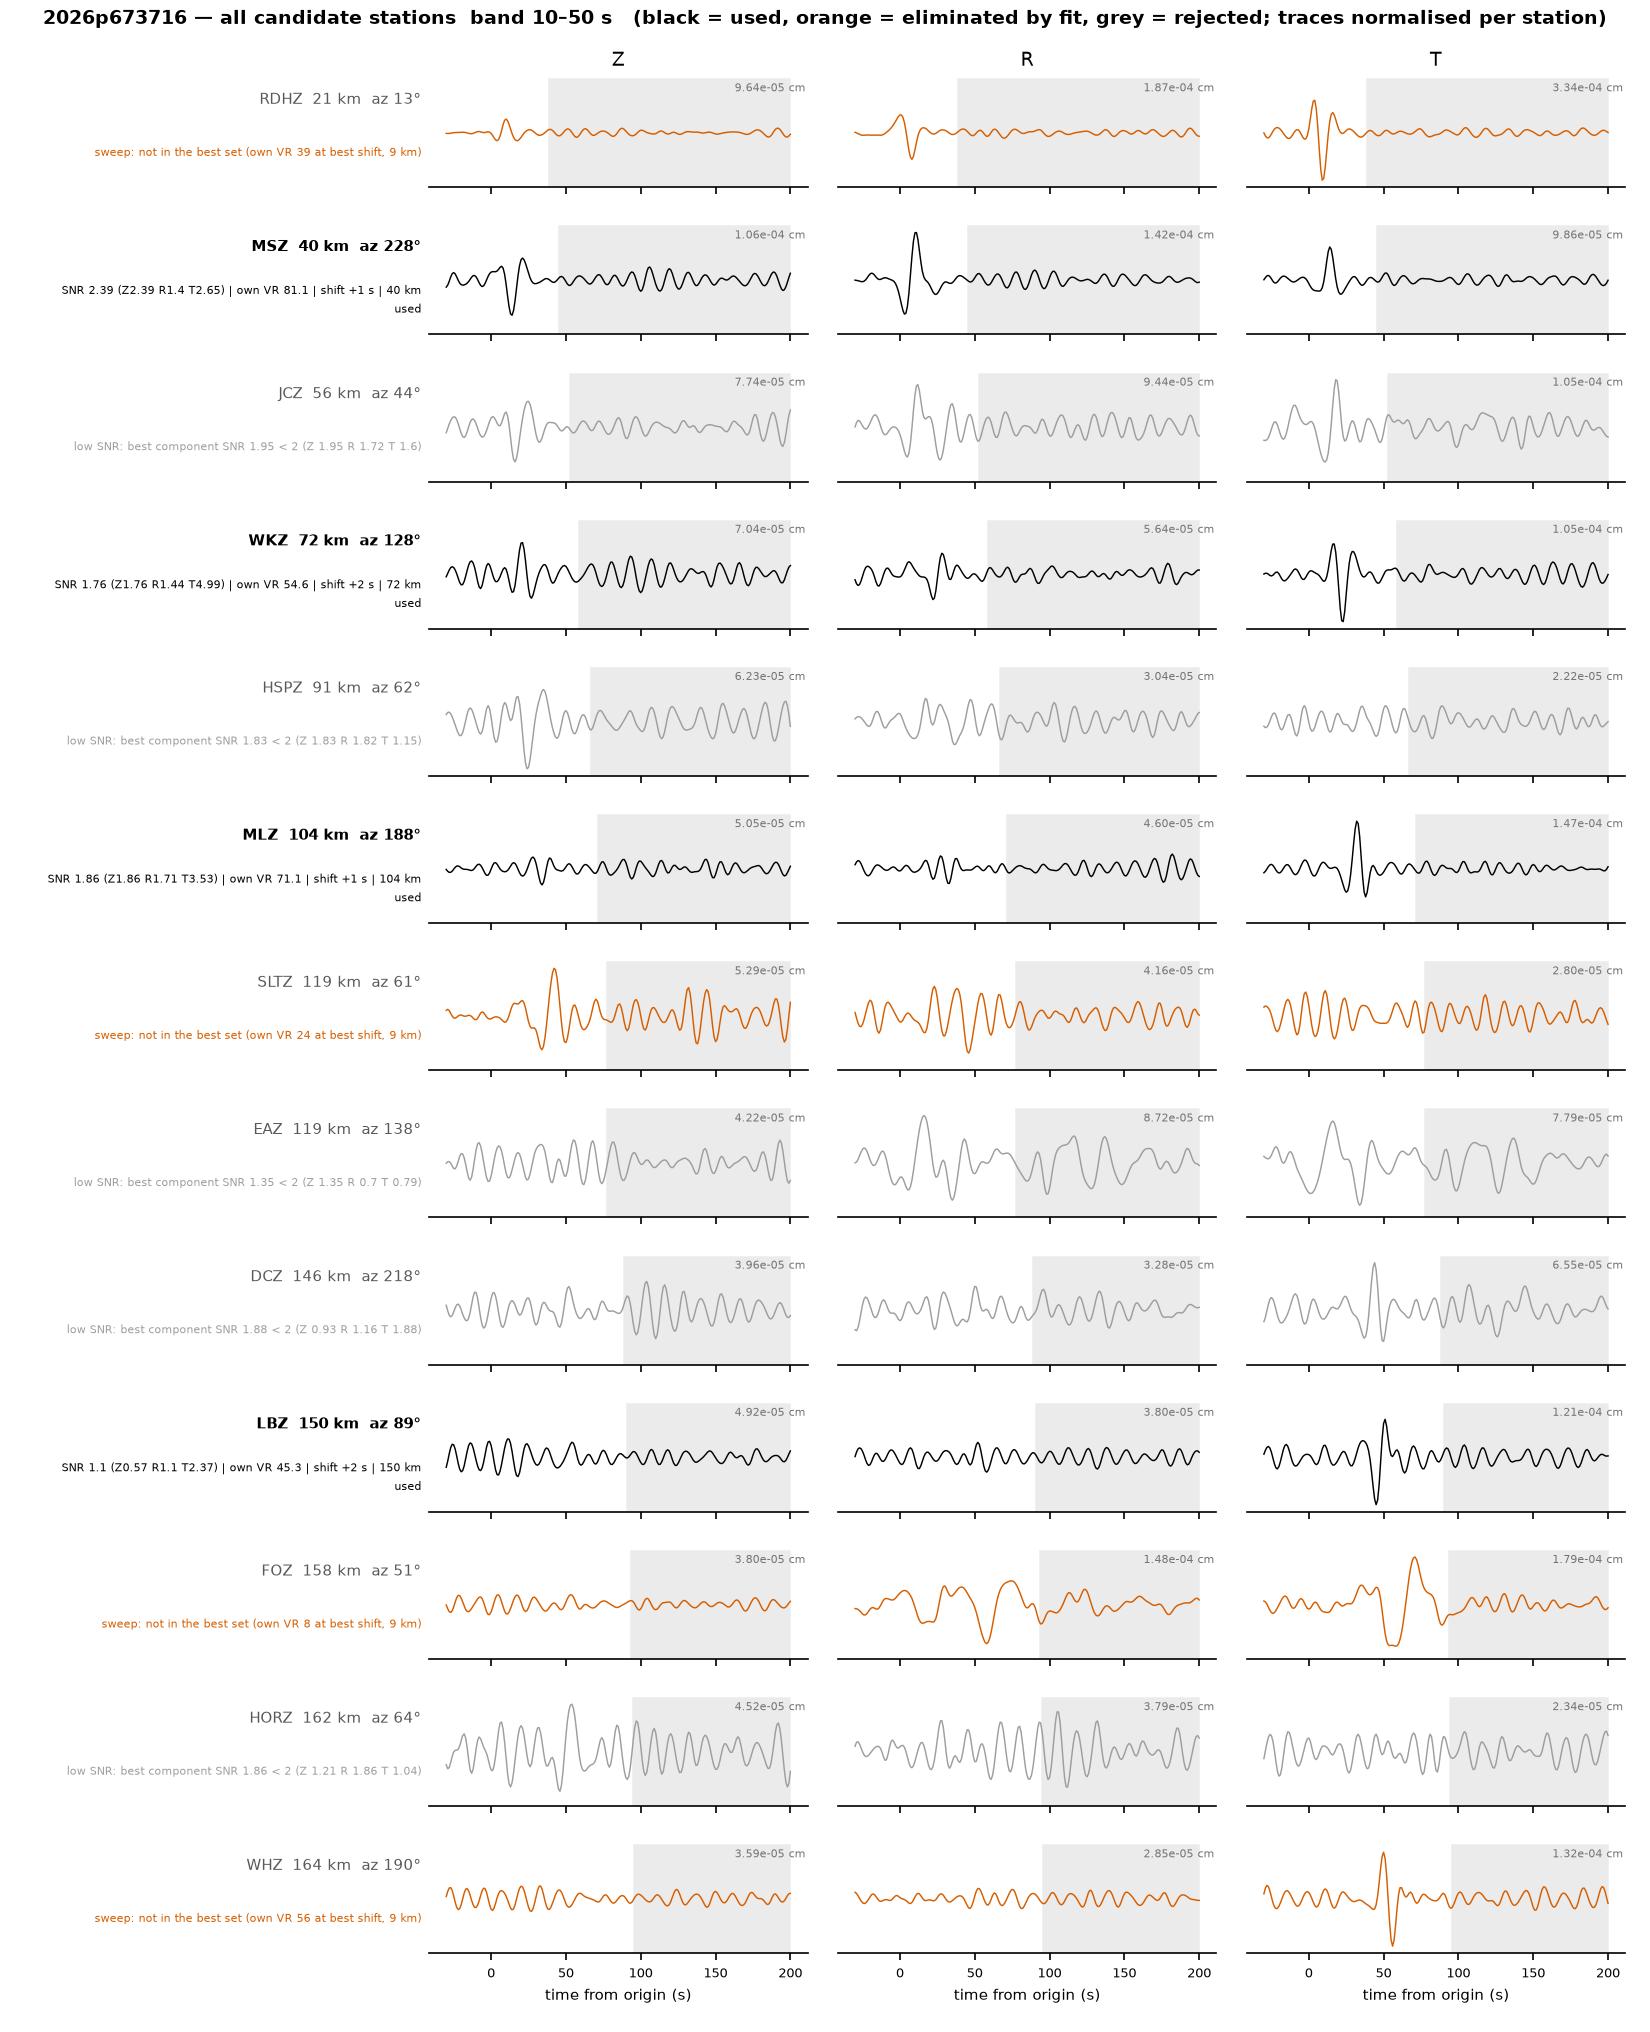 2026p673716 — all candidate stations  band 10–50 s   (black = used, orange = eliminated by fit, grey = rejected; traces normalised per station)
Z R T
RDHZ  21 km  az 13°
sweep: not in the best set (own VR 39 at best shift, 9 km)
9.64e-05 cm 1.87e-04 cm 3.34e-04 cm
MSZ  40 km  az 228°
SNR 2.39 (Z2.39 R1.4 T2.65) | own VR 81.1 | shift +1 s | 40 km
used
1.06e-04 cm 1.42e-04 cm 9.86e-05 cm
JCZ  56 km  az 44°
low SNR: best component SNR 1.95 < 2 (Z 1.95 R 1.72 T 1.6)
7.74e-05 cm 9.44e-05 cm 1.05e-04 cm
WKZ  72 km  az 128°
SNR 1.76 (Z1.76 R1.44 T4.99) | own VR 54.6 | shift +2 s | 72 km
used
7.04e-05 cm 5.64e-05 cm 1.05e-04 cm
HSPZ  91 km  az 62°
low SNR: best component SNR 1.83 < 2 (Z 1.83 R 1.82 T 1.15)
6.23e-05 cm 3.04e-05 cm 2.22e-05 cm
MLZ  104 km  az 188°
SNR 1.86 (Z1.86 R1.71 T3.53) | own VR 71.1 | shift +1 s | 104 km
used
5.05e-05 cm 4.60e-05 cm 1.47e-04 cm
SLTZ  119 km  az 61°
sweep: not in the best set (own VR 24 at best shift, 9 km)
5.29e-05 cm 4.16e-05 cm 2.80e-05 cm
EAZ  119 km  az 138°
low SNR: best component SNR 1.35 < 2 (Z 1.35 R 0.7 T 0.79)
4.22e-05 cm 8.72e-05 cm 7.79e-05 cm
DCZ  146 km  az 218°
low SNR: best component SNR 1.88 < 2 (Z 0.93 R 1.16 T 1.88)
3.96e-05 cm 3.28e-05 cm 6.55e-05 cm
LBZ  150 km  az 89°
SNR 1.1 (Z0.57 R1.1 T2.37) | own VR 45.3 | shift +2 s | 150 km
used
4.92e-05 cm 3.80e-05 cm 1.21e-04 cm
FOZ  158 km  az 51°
sweep: not in the best set (own VR 8 at best shift, 9 km)
3.80e-05 cm 1.48e-04 cm 1.79e-04 cm
HORZ  162 km  az 64°
low SNR: best component SNR 1.86 < 2 (Z 1.21 R 1.86 T 1.04)
4.52e-05 cm 3.79e-05 cm 2.34e-05 cm
WHZ  164 km  az 190°
sweep: not in the best set (own VR 56 at best shift, 9 km)
3.59e-05 cm 2.85e-05 cm 1.32e-04 cm
0 50 100 150 200 0 50 100 150 200 0 50 100 150 200
time from origin (s) time from origin (s) time from origin (s)